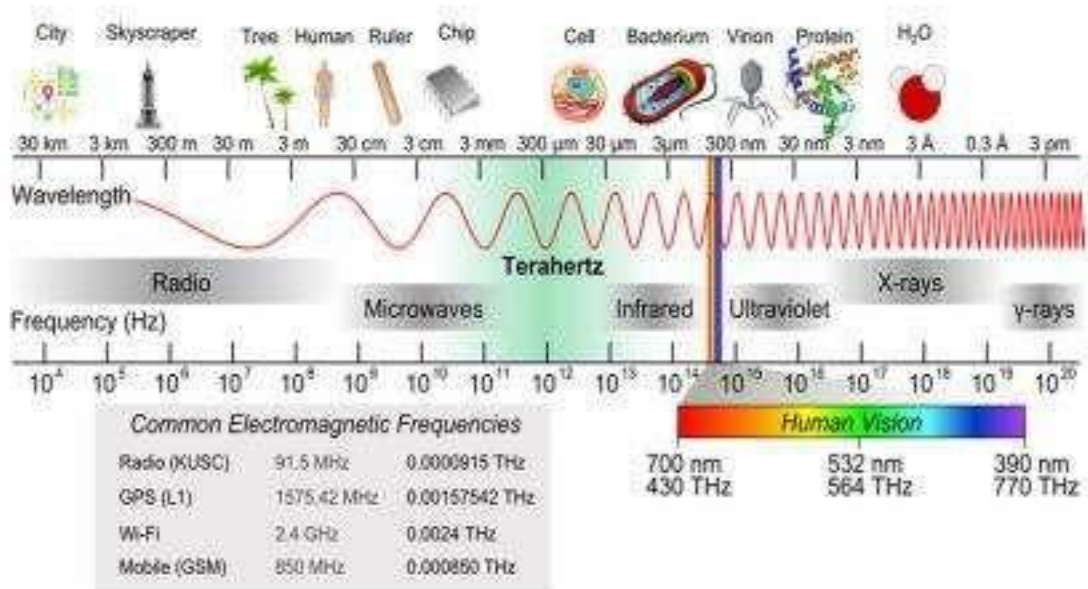 City Skyscraper Tree Human Ruler Chip Cell Bacterium Virion Protein H₂O
30 km 3 km 300 m 30 m 3 m 30 cm 3 cm 3 mm 300 μm 30 μm 3μm 300 nm 30 nm 3 nm 3 Å 0.3 Å 3 pm
Wavelength
Terahertz
Radio X-rays
Microwaves Infrared Ultraviolet γ-rays
Frequency (Hz)
10⁴ 10⁵ 10⁶ 10⁷ 10⁸ 10⁹ 10¹⁰ 10¹¹ 10¹² 10¹³ 10¹⁴ 10¹⁵ 10¹⁶ 10¹⁷ 10¹⁸ 10¹⁹ 10²⁰
Human Vision
700 nm 532 nm 390 nm
430 THz 564 THz 770 THz
Common Electromagnetic Frequencies
Radio (KUSC) 91.5 MHz 0.0000915 THz
GPS (L1) 1575.42 MHz 0.00157542 THz
Wi-Fi 2.4 GHz 0.0024 THz
Mobile (GSM) 850 MHz 0.000850 THz